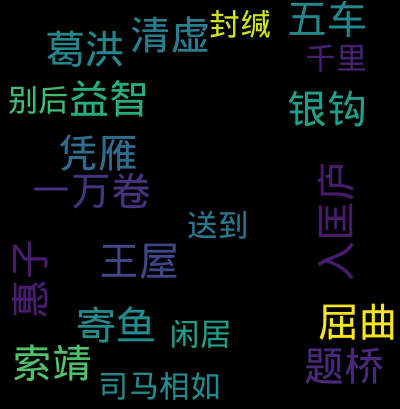 五车
封缄
清虚
葛洪
千里
别后
益智
银钩
凭雁
一万卷
人匡庐
送到
王屋
惠子
寄鱼
屈曲
闲居
索靖
题桥
司马相如